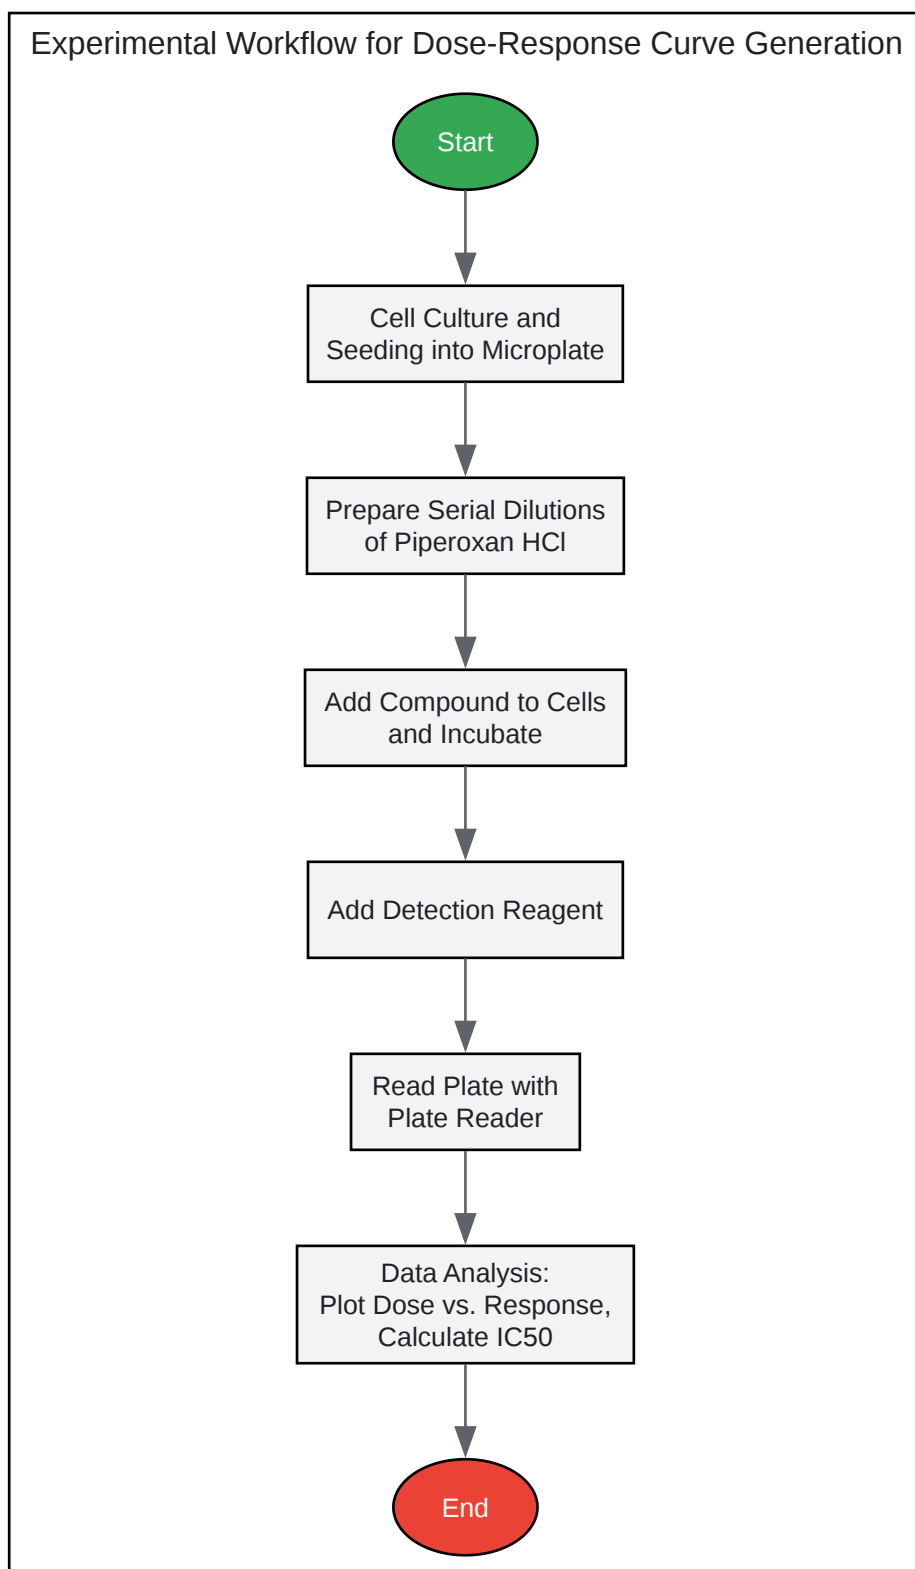 Experimental Workflow for Dose-Response Curve Generation
Start
Cell Culture and
Seeding into Microplate
Prepare Serial Dilutions
of Piperoxan HCl
Add Compound to Cells
and Incubate
Add Detection Reagent
Read Plate with
Plate Reader
Data Analysis:
Plot Dose vs. Response,
Calculate IC50
End